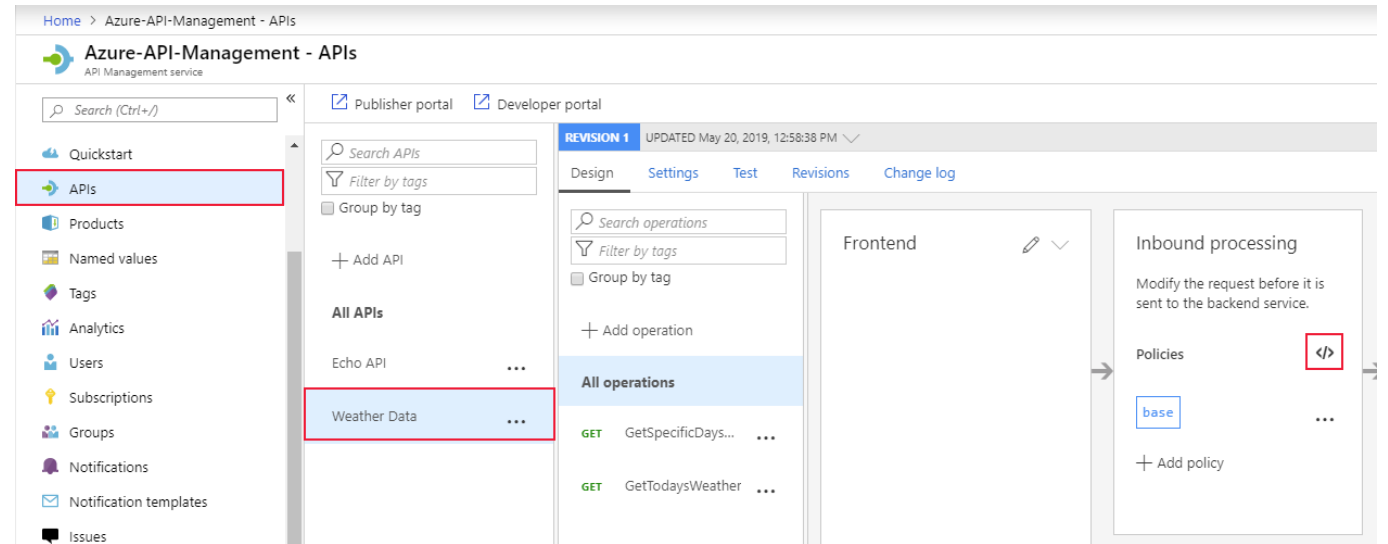 Home > Azure-API-Management - APIs
Azure-API-Management - APIs
API Management service
Search (Ctrl+/)
«
Quickstart
APIs
Products
Named values
Tags
Analytics
Users
Subscriptions
Groups
Notifications
Notification templates
Issues
Publisher portal
Developer portal
Search APIs
Filter by tags
Group by tag
+ Add API
All APIs
Echo API ...
Weather Data ...
REVISION 1 UPDATED May 20, 2019, 12:58:38 PM
Design Settings Test Revisions Change log
Search operations
Filter by tags
Group by tag
+ Add operation
All operations
GET GetSpecificDays... ...
GET GetTodaysWeather ...
Frontend
Inbound processing
Modify the request before it is
sent to the backend service.
Policies </>
base ...
+ Add policy